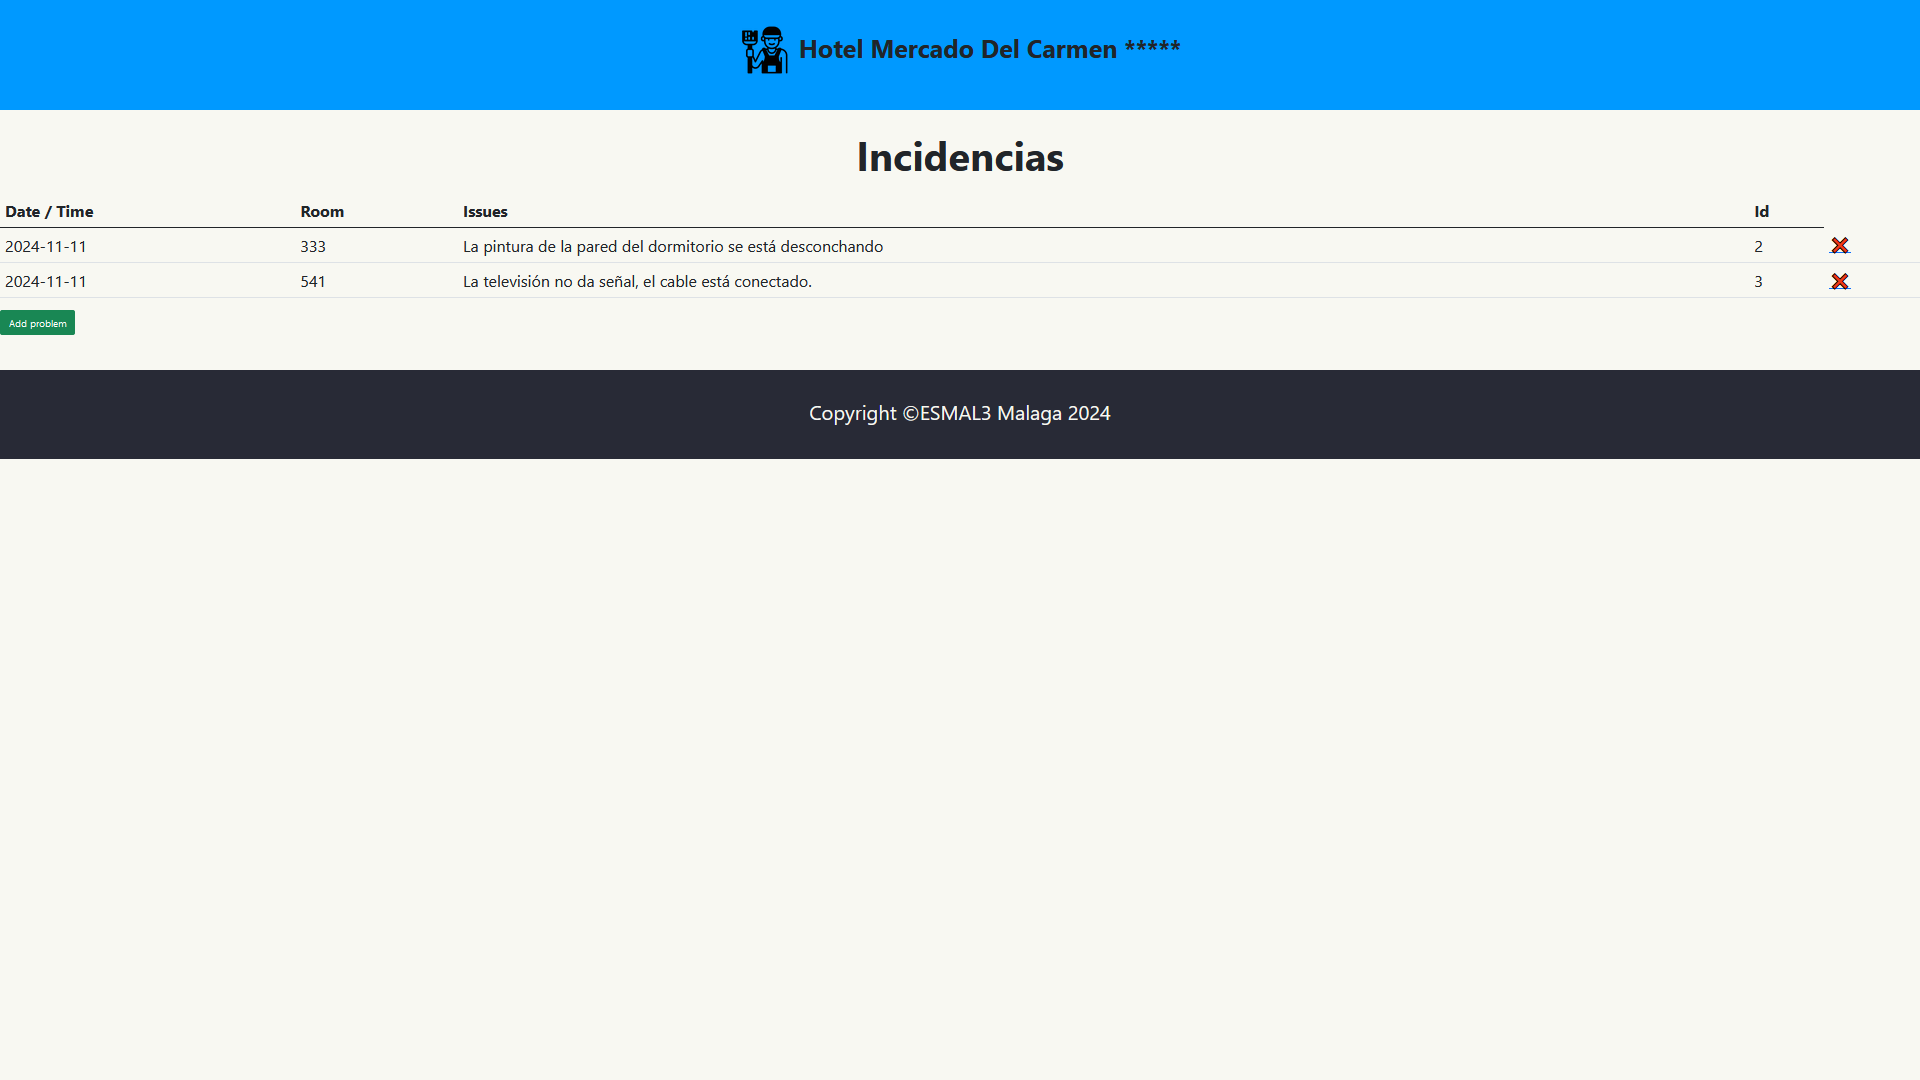 Hotel Mercado Del Carmen *****
Incidencias
Date / Time Room Issues Id
2024-11-11 333 La pintura de la pared del dormitorio se está desconchando 2 ❌
2024-11-11 541 La televisión no da señal, el cable está conectado. 3 ❌
Add problem
Copyright ©ESMAL3 Malaga 2024